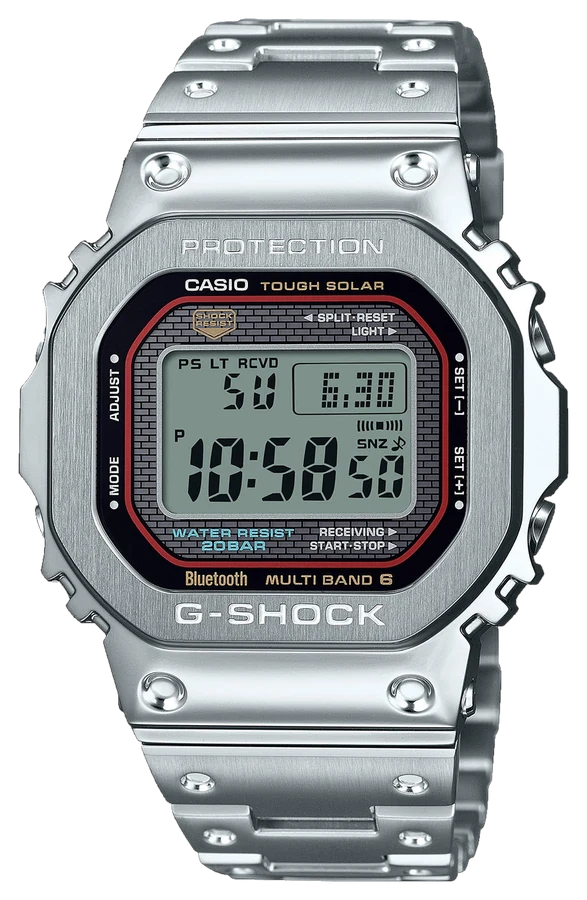 PROTECTION
CASIO TOUGH SOLAR
SHOCK
RESIST
◄ SPLIT·RESET
LIGHT ►
ADJUST
MODE
SET [–]
SET [+]
PS LT RCVD
SU 6.30
SNZ
P 10:58 50
WATER RESIST
20BAR
RECEIVING ►
START·STOP ►
Bluetooth MULTI BAND 6
G-SHOCK